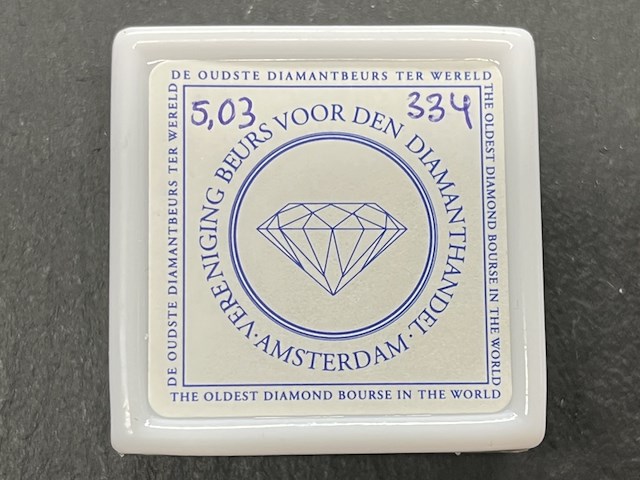 DE OUDSTE DIAMANTBEURS TER WERELD
THE OLDEST DIAMOND BOURSE IN THE WORLD
DE OUDSTE DIAMANTBEURS TER WERELD
THE OLDEST DIAMOND BOURSE IN THE WORLD
5,03
334
VERENIGING BEURS VOOR DEN DIAMANTHANDEL
· AMSTERDAM ·